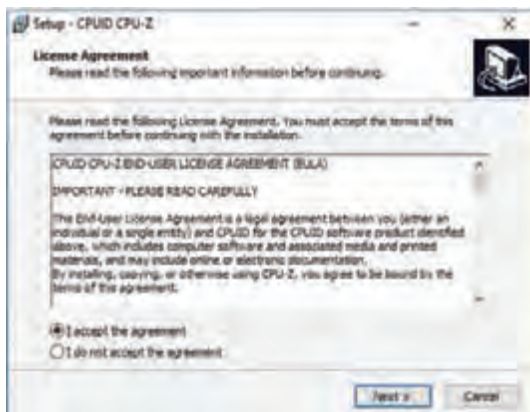 Setup - CPUID CPU-Z
License Agreement
Please read the following important information before continuing.
Please read the following License Agreement. You must accept the terms of this
agreement before continuing with the installation.
CPUID CPU-Z END-USER LICENSE AGREEMENT (EULA)
IMPORTANT - PLEASE READ CAREFULLY
The End-User License Agreement is a legal agreement between you (either an
individual or a single entity) and CPUID for the CPUID software product identified
above, which includes computer software and associated media and printed
materials, and may include online or electronic documentation.
By installing, copying, or otherwise using CPU-Z, you agree to be bound by the
terms of this agreement.
I accept the agreement
I do not accept the agreement
Next >
Cancel